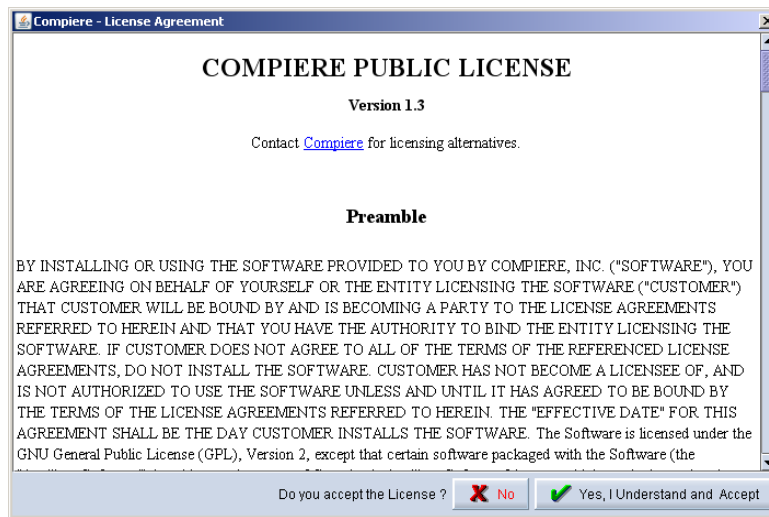 Compiere - License Agreement
COMPIERE PUBLIC LICENSE
Version 1.3
Contact Compiere for licensing alternatives.
Preamble
BY INSTALLING OR USING THE SOFTWARE PROVIDED TO YOU BY COMPIERE, INC. ("SOFTWARE"), YOU
ARE AGREEING ON BEHALF OF YOURSELF OR THE ENTITY LICENSING THE SOFTWARE ("CUSTOMER")
THAT CUSTOMER WILL BE BOUND BY AND IS BECOMING A PARTY TO THE LICENSE AGREEMENTS
REFERRED TO HEREIN AND THAT YOU HAVE THE AUTHORITY TO BIND THE ENTITY LICENSING THE
SOFTWARE. IF CUSTOMER DOES NOT AGREE TO ALL OF THE TERMS OF THE REFERENCED LICENSE
AGREEMENTS, DO NOT INSTALL THE SOFTWARE. CUSTOMER HAS NOT BECOME A LICENSEE OF, AND
IS NOT AUTHORIZED TO USE THE SOFTWARE UNLESS AND UNTIL IT HAS AGREED TO BE BOUND BY
THE TERMS OF THE LICENSE AGREEMENTS REFERRED TO HEREIN. THE "EFFECTIVE DATE" FOR THIS
AGREEMENT SHALL BE THE DAY CUSTOMER INSTALLS THE SOFTWARE. The Software is licensed under the
GNU General Public License (GPL), Version 2, except that certain software packaged with the Software (the
Do you accept the License ? No Yes, I Understand and Accept